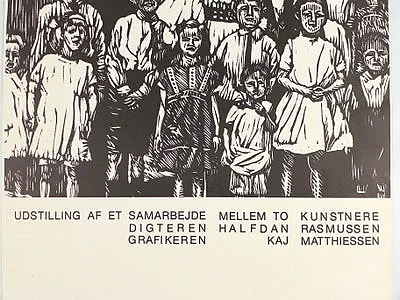 UDSTILLING AF ET SAMARBEJDE MELLEM TO KUNSTNERE
DIGTEREN HALFDAN RASMUSSEN
GRAFIKEREN KAJ MATTHIESSEN